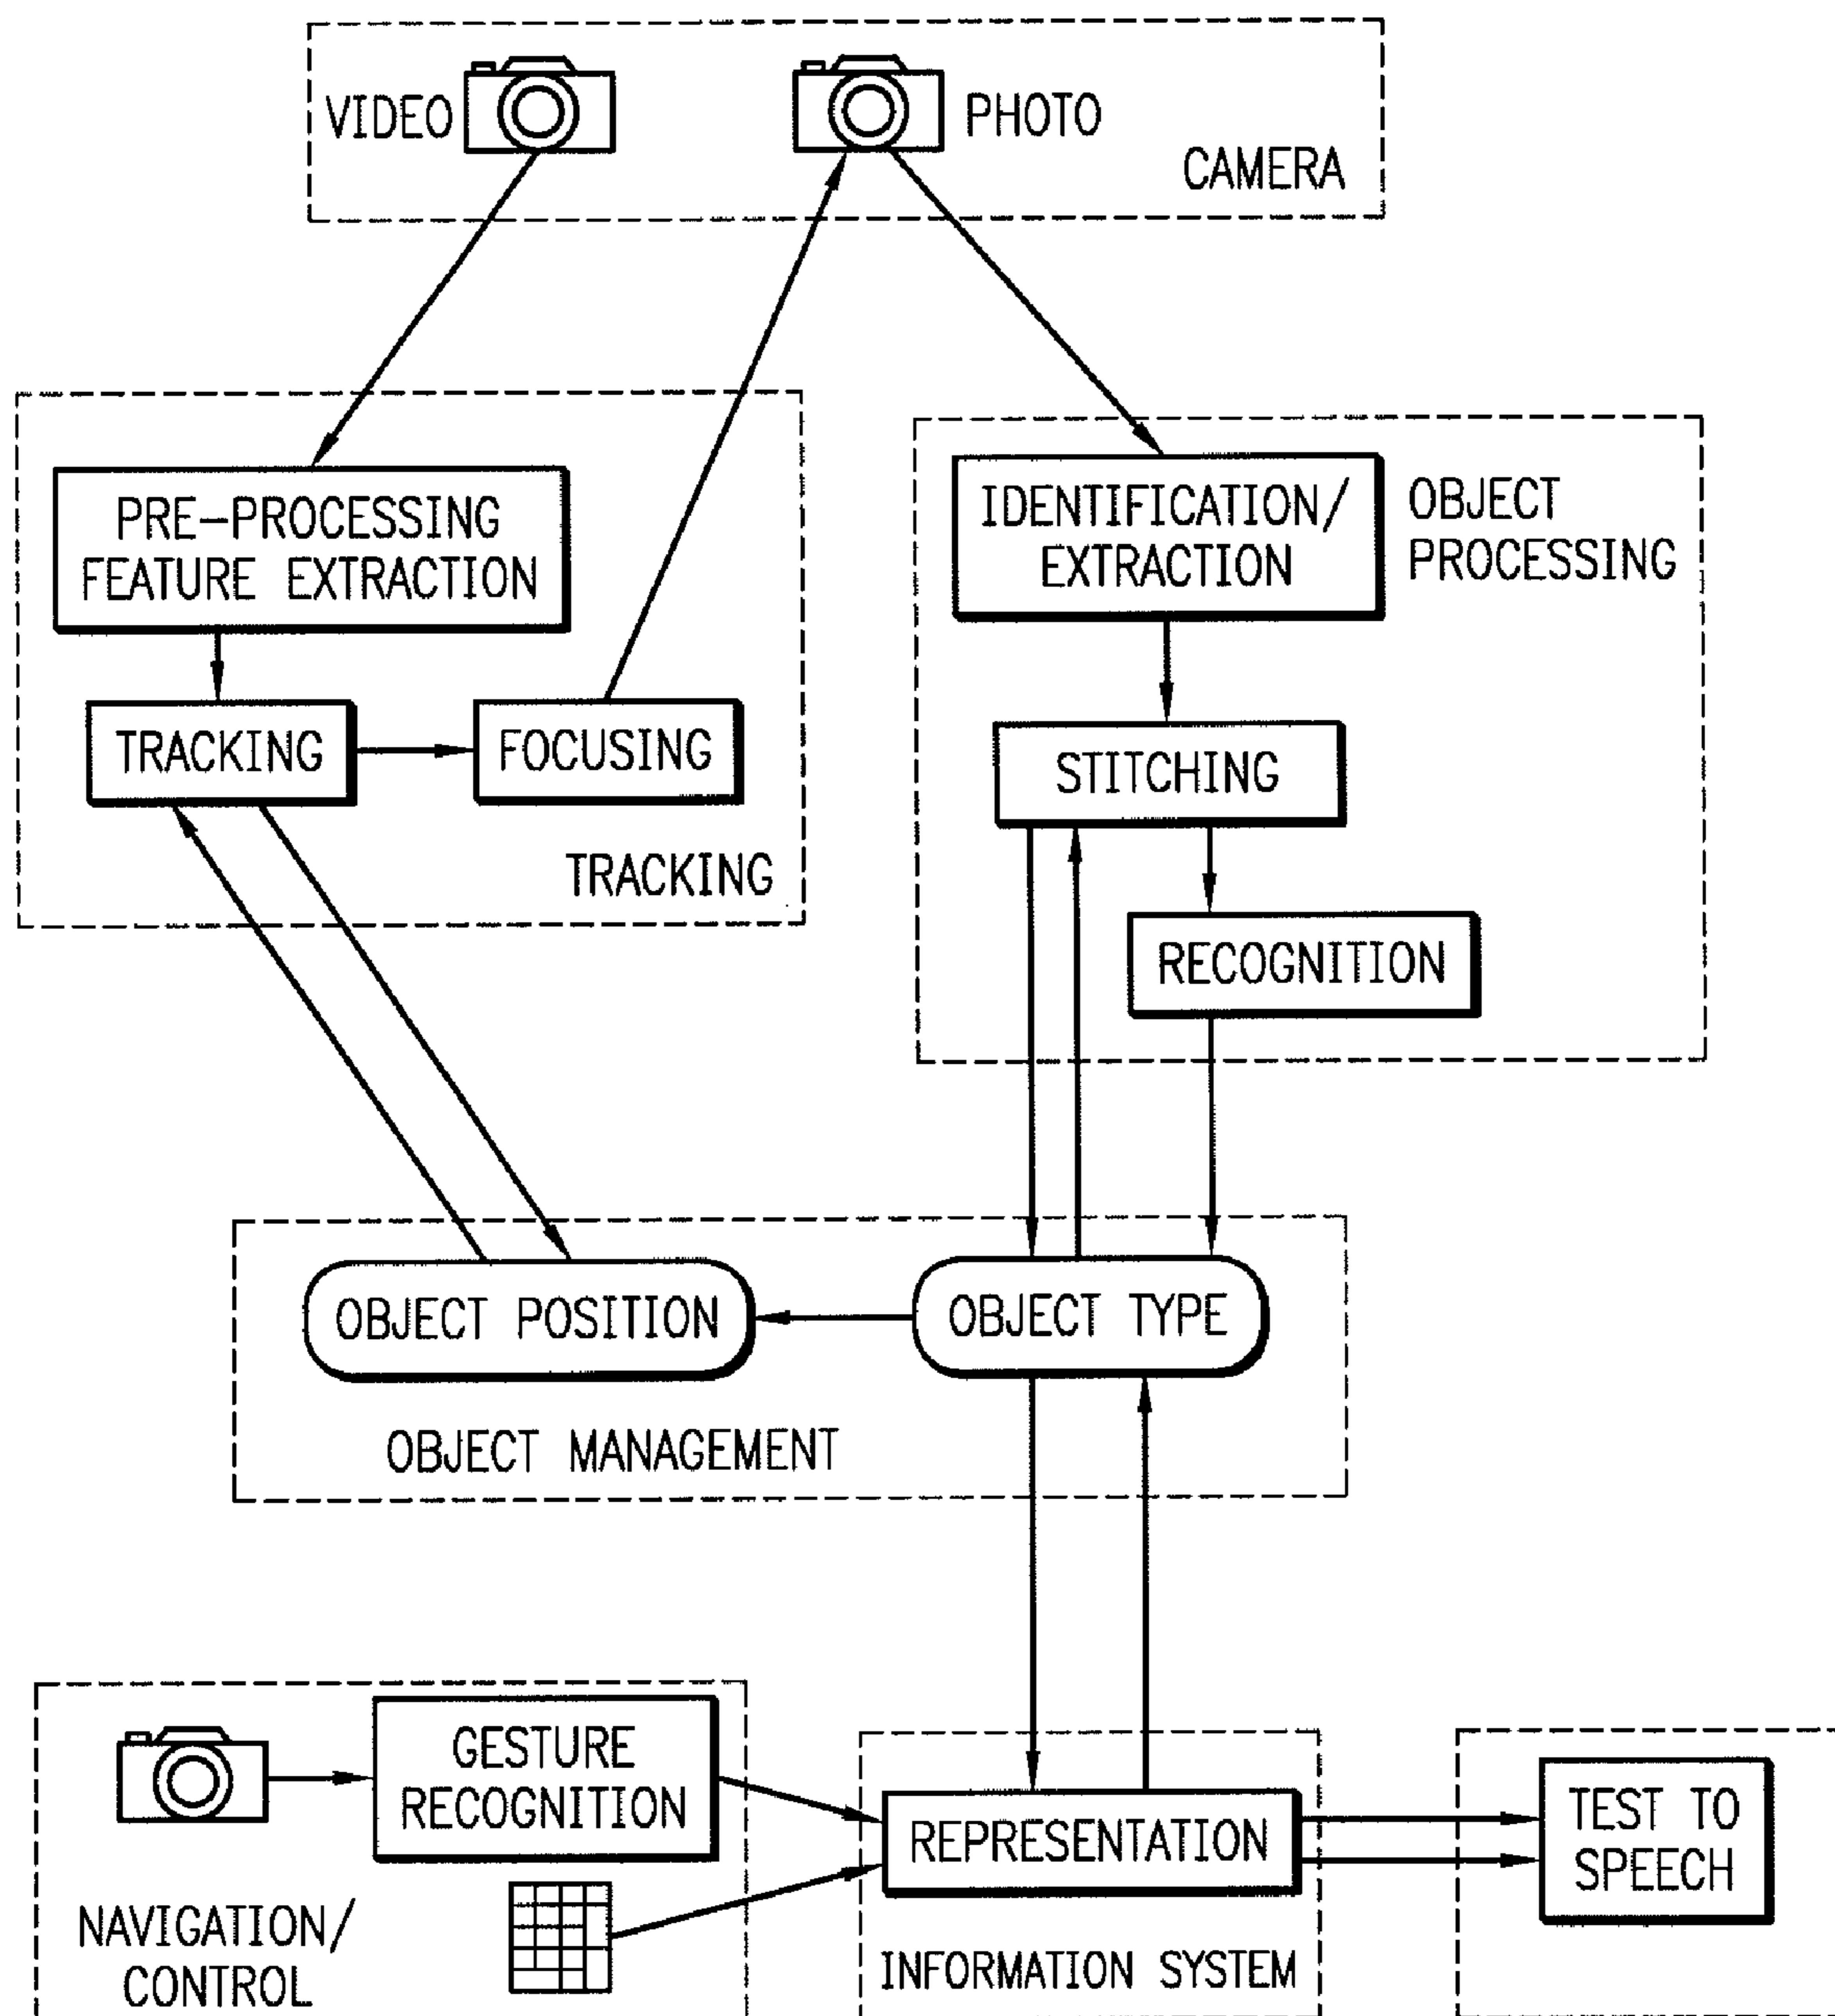 VIDEO
PHOTO
CAMERA
PRE-PROCESSING
FEATURE EXTRACTION
TRACKING
FOCUSING
TRACKING
IDENTIFICATION/
EXTRACTION
OBJECT
PROCESSING
STITCHING
RECOGNITION
OBJECT POSITION
OBJECT TYPE
OBJECT MANAGEMENT
GESTURE
RECOGNITION
NAVIGATION/
CONTROL
REPRESENTATION
INFORMATION SYSTEM
TEST TO
SPEECH